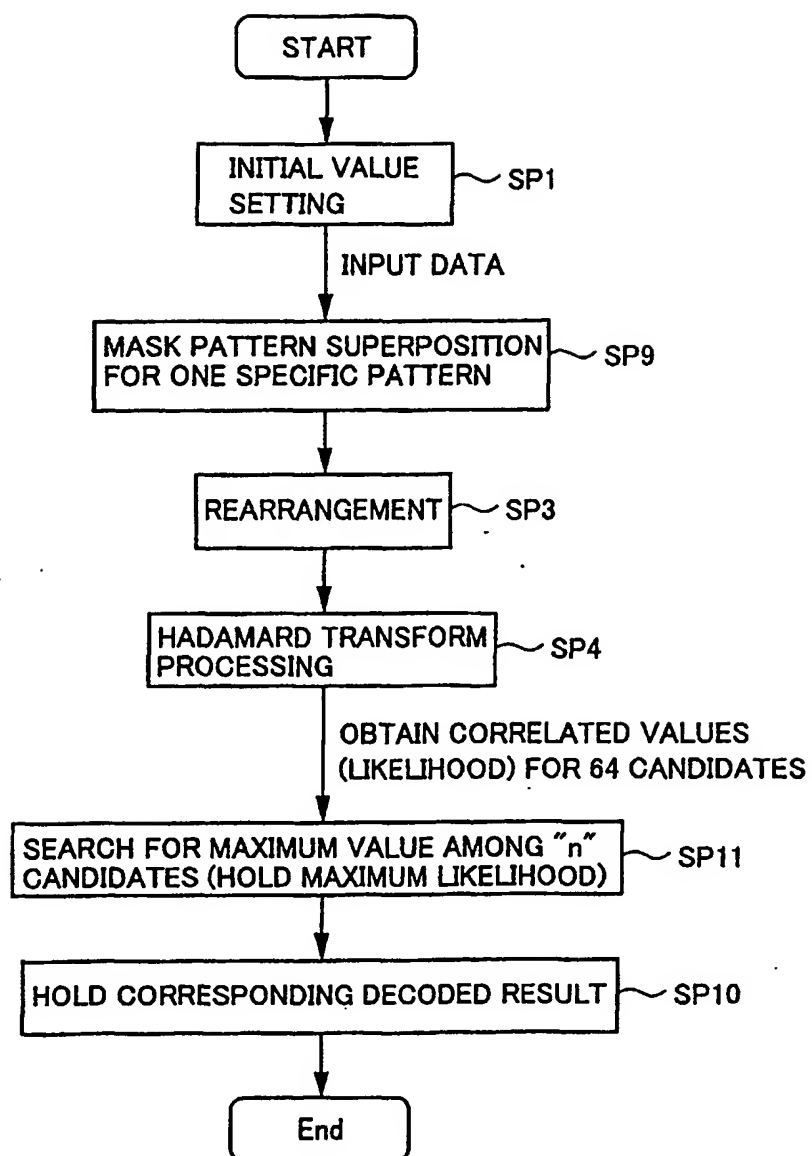 START
INITIAL VALUE
SETTING
SP1
INPUT DATA
MASK PATTERN SUPERPOSITION
FOR ONE SPECIFIC PATTERN
SP9
REARRANGEMENT
SP3
HADAMARD TRANSFORM
PROCESSING
SP4
OBTAIN CORRELATED VALUES
(LIKELIHOOD) FOR 64 CANDIDATES
SEARCH FOR MAXIMUM VALUE AMONG "n"
CANDIDATES (HOLD MAXIMUM LIKELIHOOD)
SP11
HOLD CORRESPONDING DECODED RESULT
SP10
End